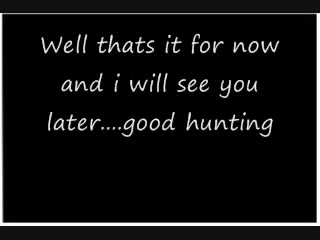 Well thats it for now
and i will see you
later....good hunting